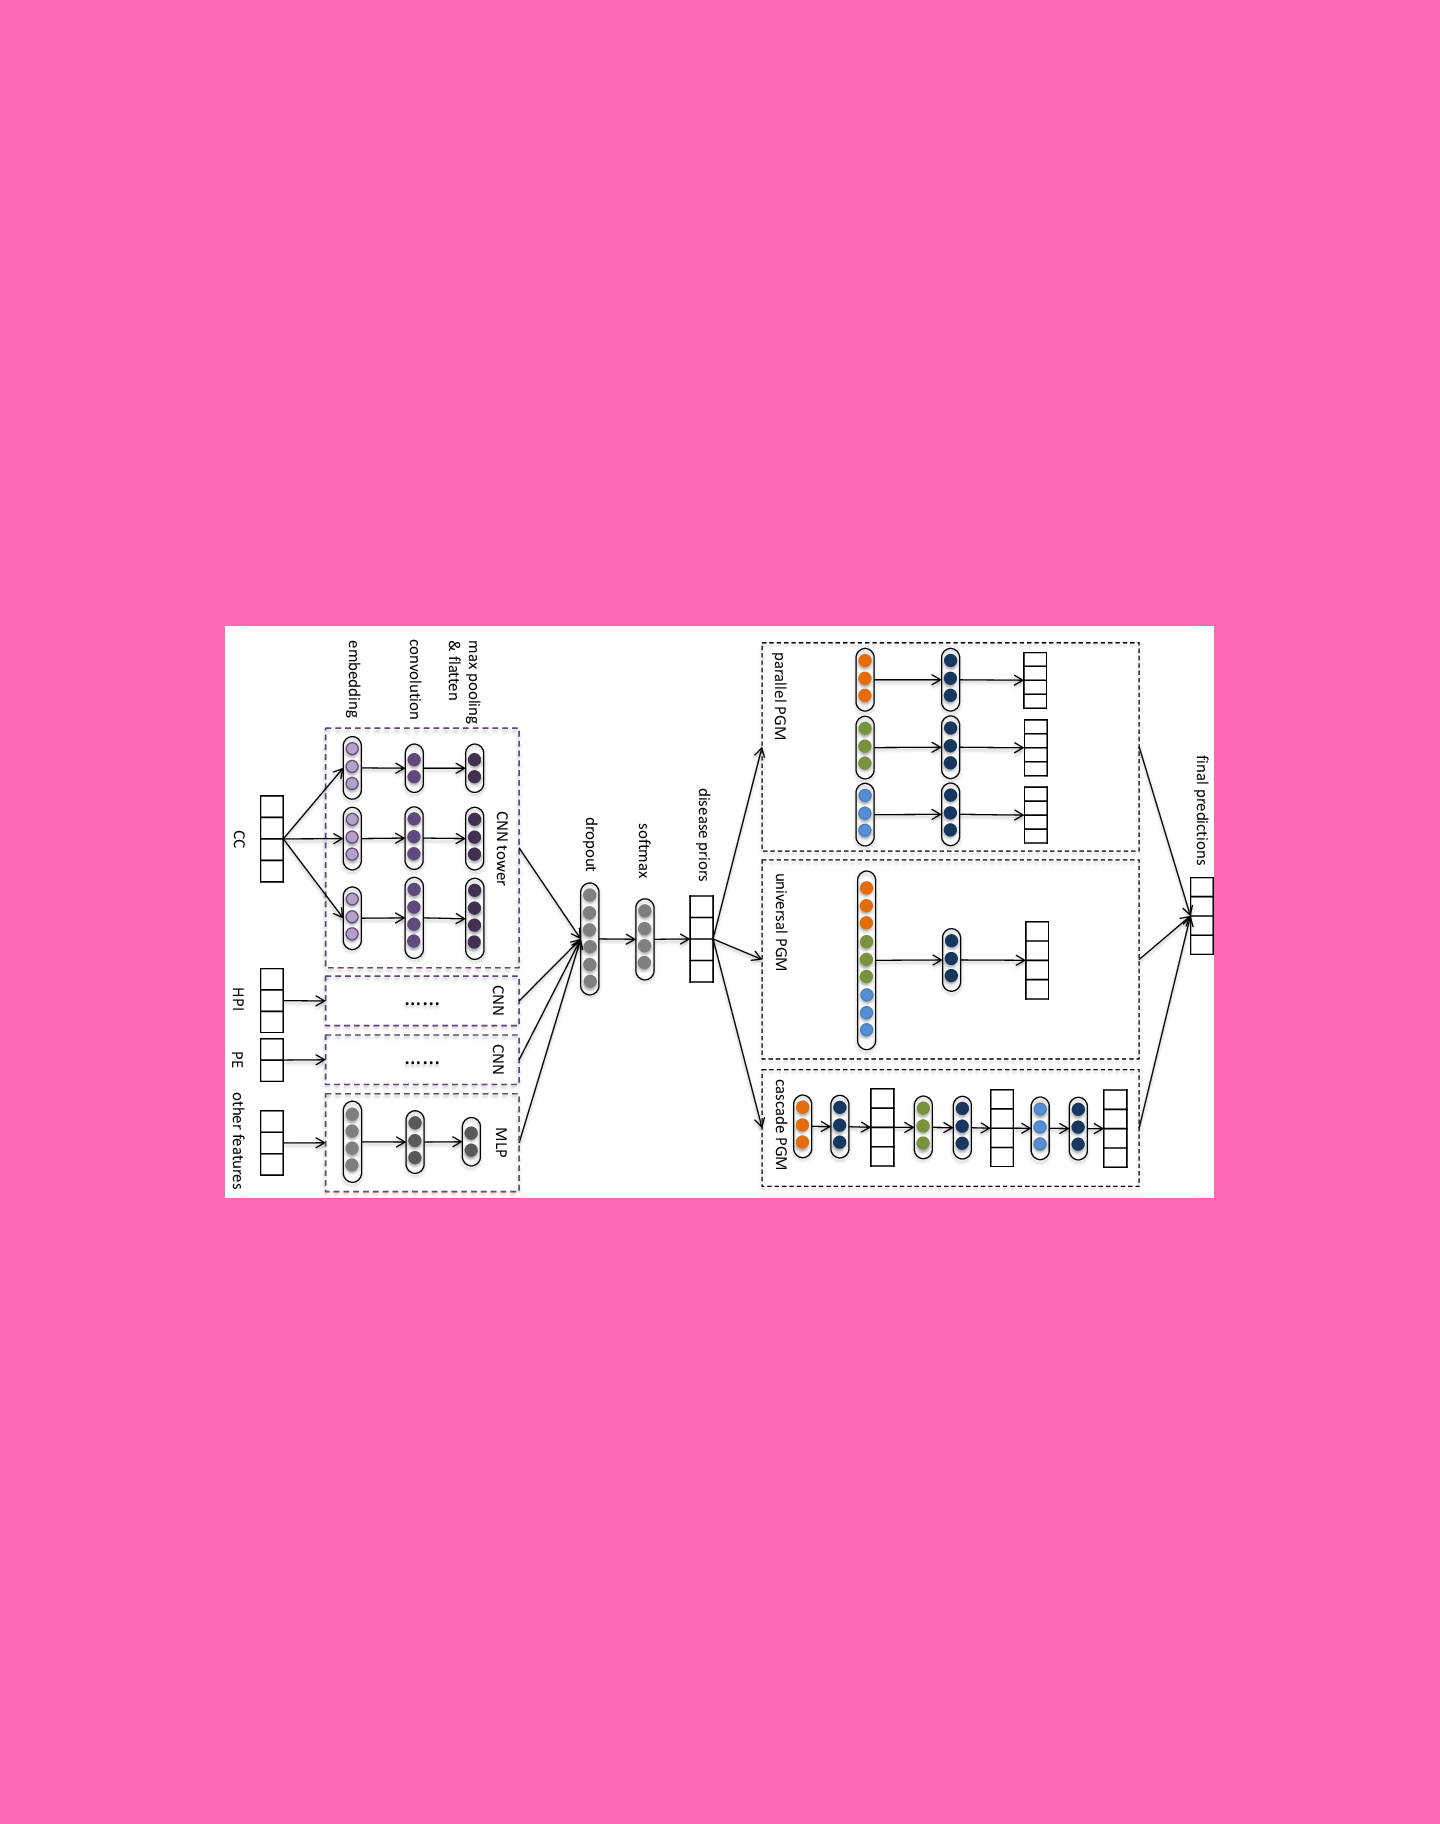 final predictions
parallel PGM
universal PGM
cascade PGM
disease priors
softmax
dropout
max pooling
& flatten
CNN tower
CNN
CNN
MLP
convolution
......
......
embedding
CC
HPI
PE
other features